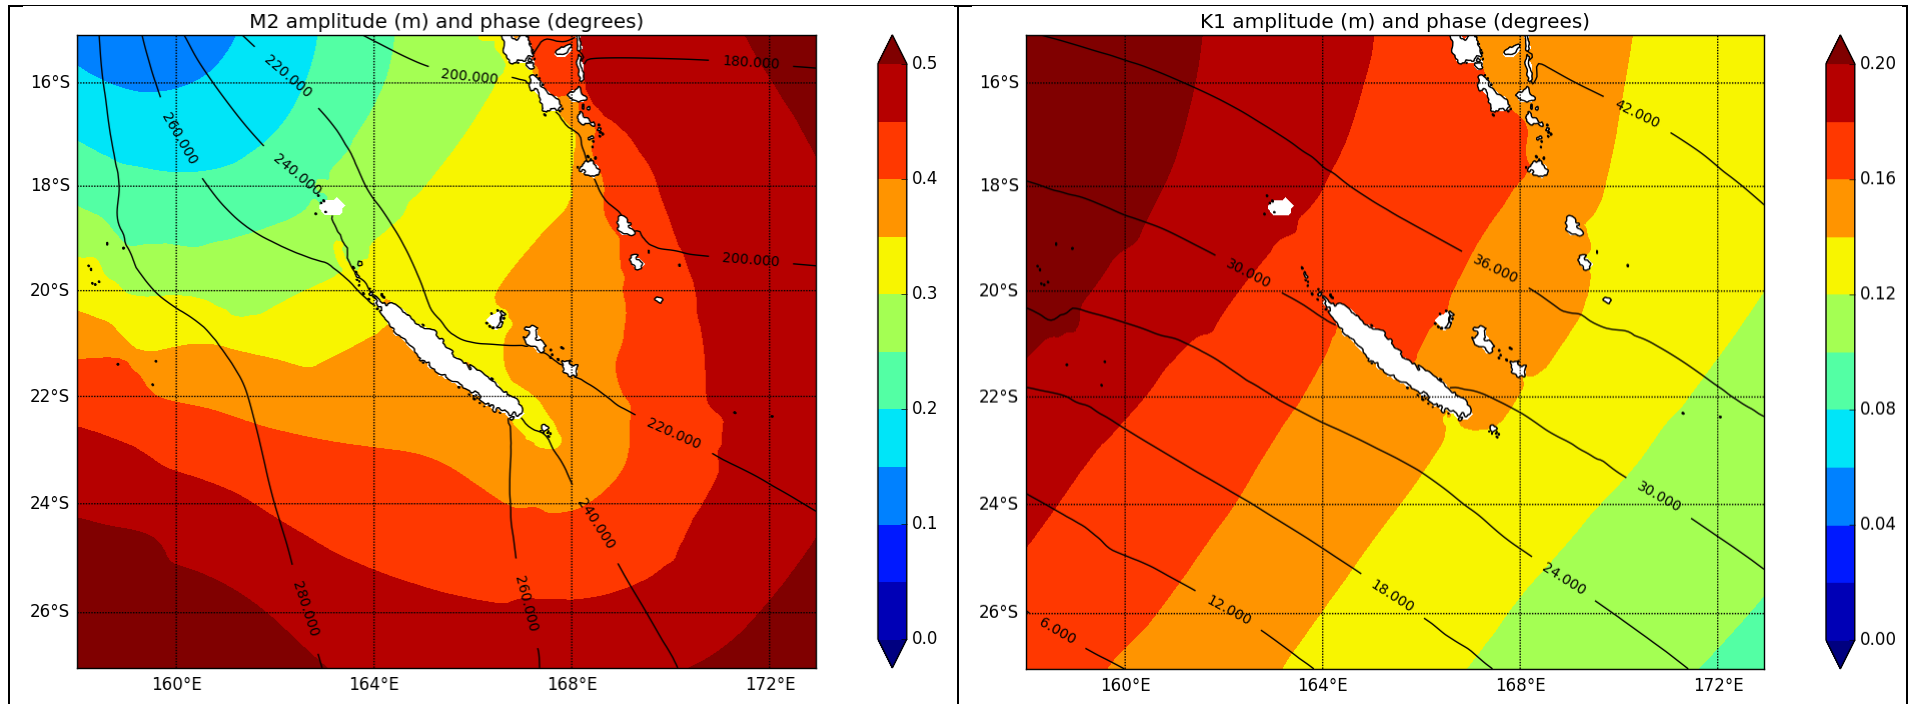 M2 amplitude (m) and phase (degrees)
16°S
18°S
20°S
22°S
24°S
26°S
160°E
164°E
168°E
172°E
220.000
200.000
180.000
260.000
240.000
200.000
220.000
240.000
280.000
260.000
0.5
0.4
0.3
0.2
0.1
0.0
K1 amplitude (m) and phase (degrees)
16°S
18°S
20°S
22°S
24°S
26°S
160°E
164°E
168°E
172°E
42.000
36.000
30.000
30.000
24.000
18.000
12.000
6.000
0.20
0.16
0.12
0.08
0.04
0.00